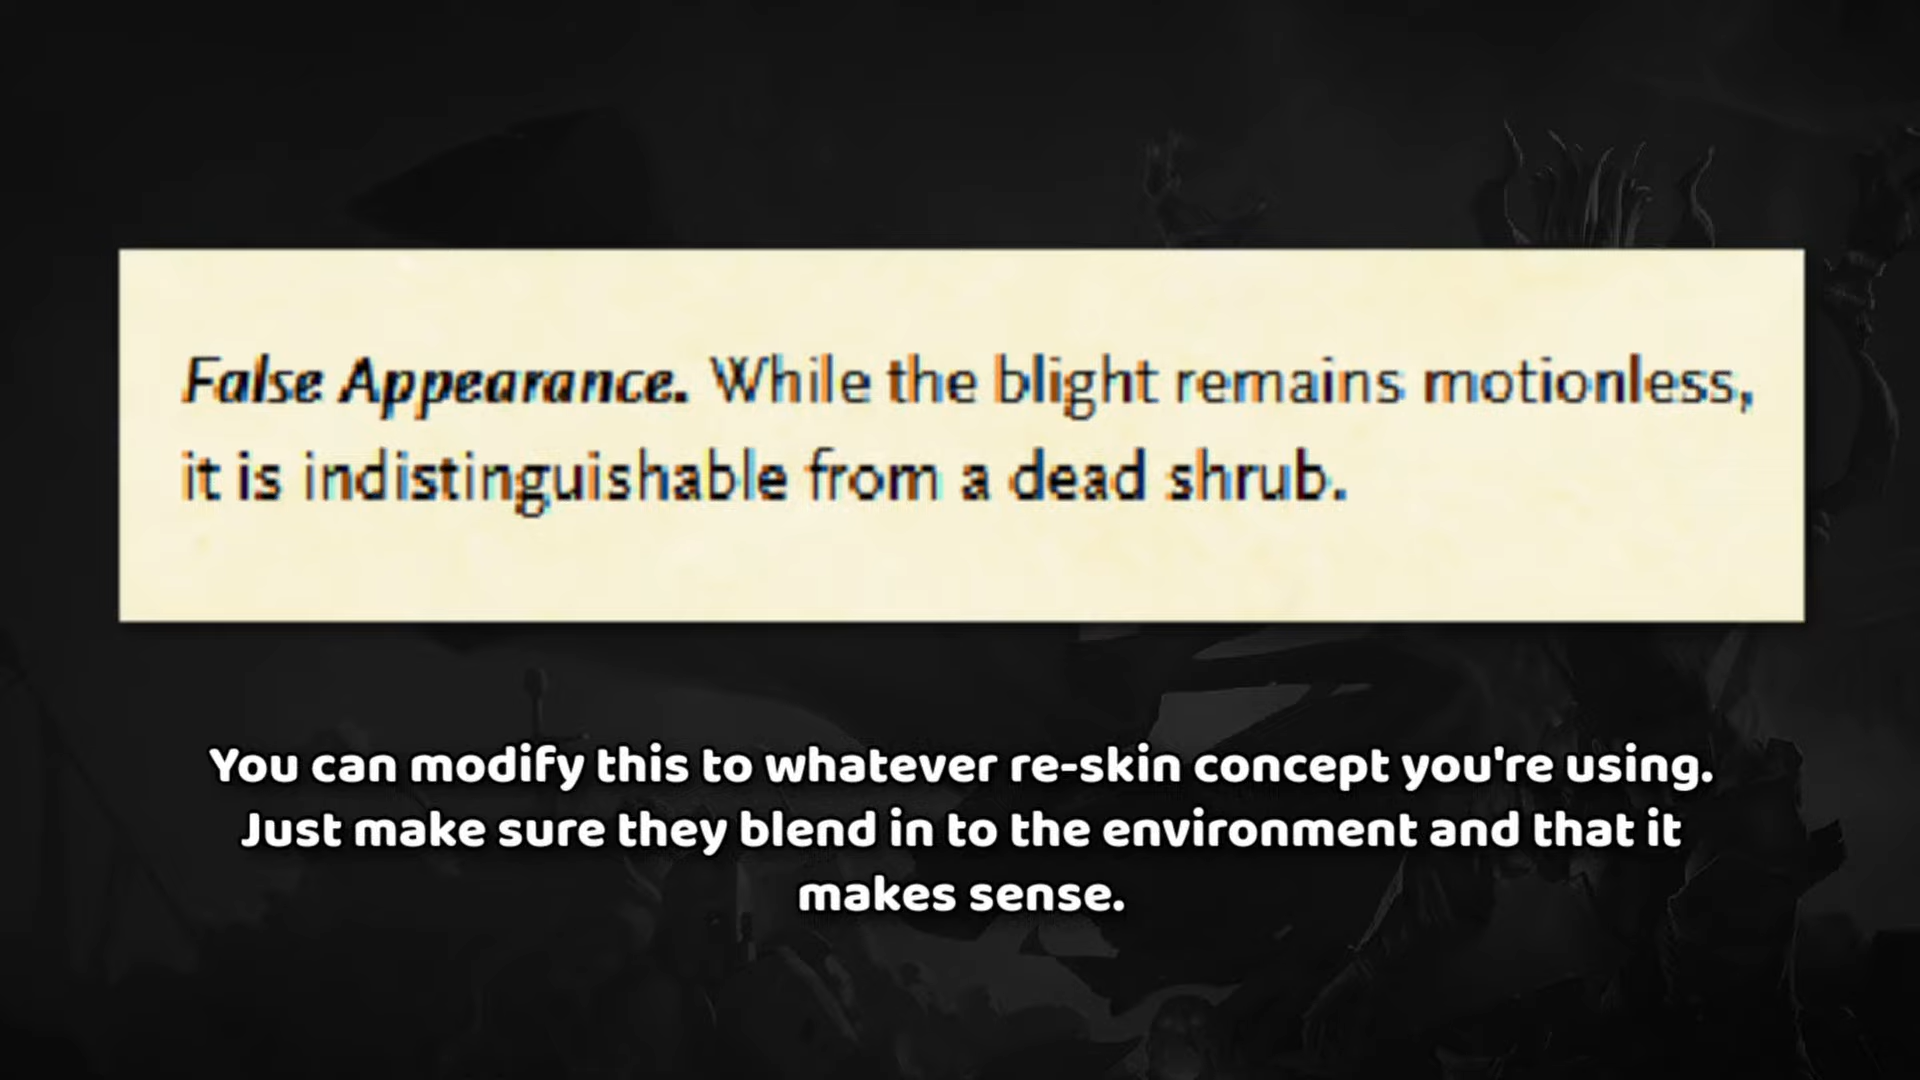 False Appearance. While the blight remains motionless,
it is indistinguishable from a dead shrub.
You can modify this to whatever re-skin concept you're using.
Just make sure they blend in to the environment and that it
makes sense.